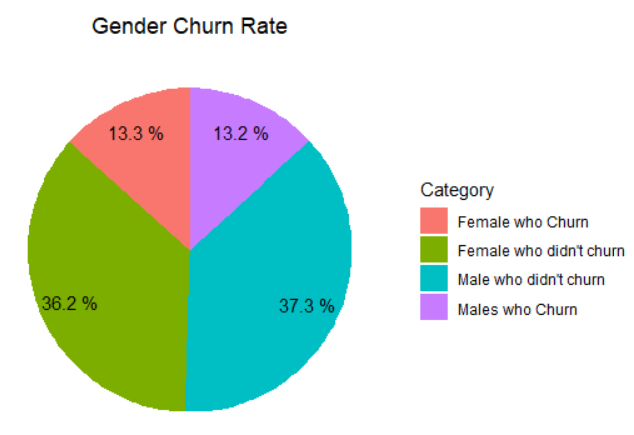 Gender Churn Rate
13.3 %
13.2 %
36.2 %
37.3 %
Category
Female who Churn
Female who didn't churn
Male who didn't churn
Males who Churn